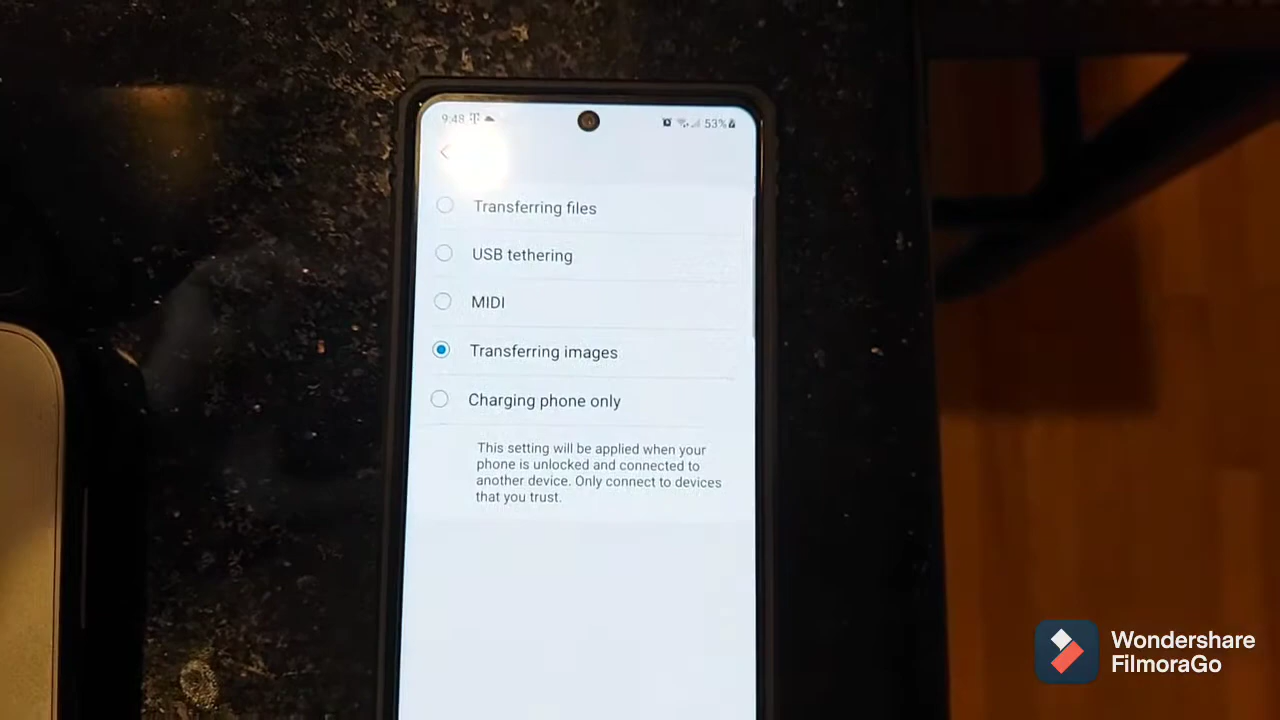 9:48
53%
Transferring files
USB tethering
MIDI
Transferring images
Charging phone only
This setting will be applied when your
phone is unlocked and connected to
another device. Only connect to devices
that you trust.
Wondershare
FilmoraGo